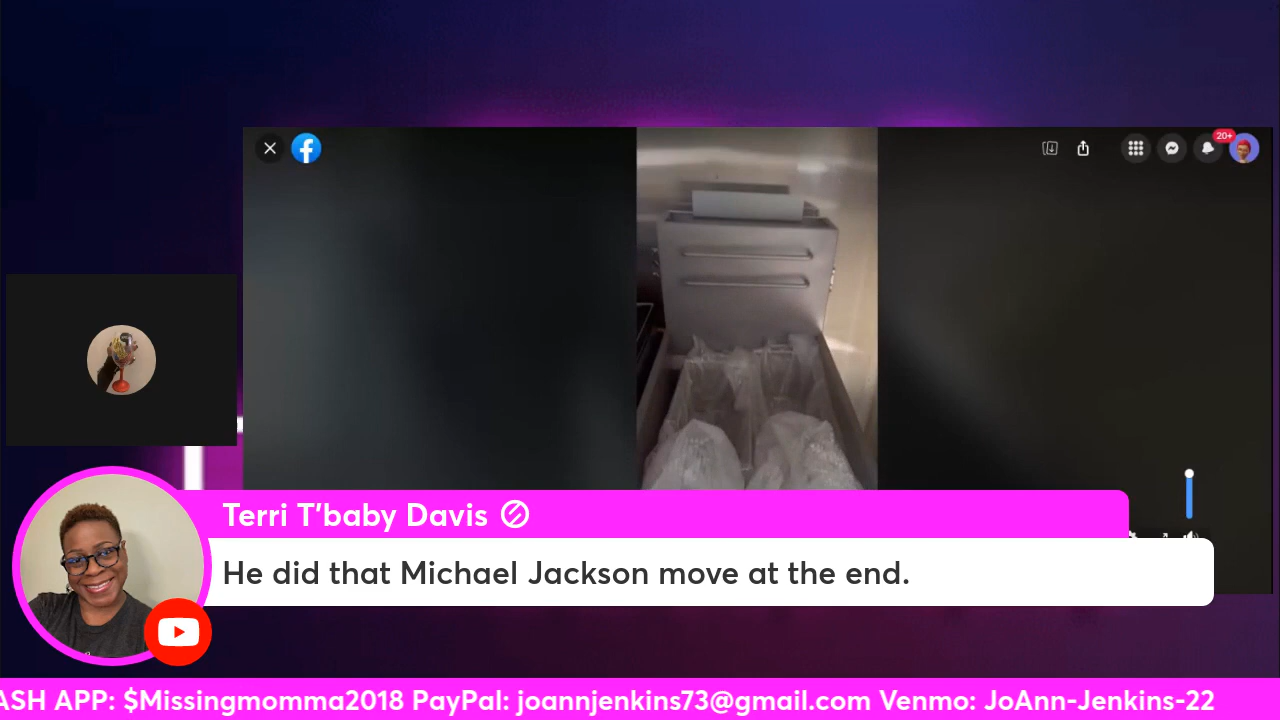 20+
Terri T'baby Davis
He did that Michael Jackson move at the end.
ASH APP: $Missingmomma2018 PayPal: joannjenkins73@gmail.com Venmo: JoAnn-Jenkins-22